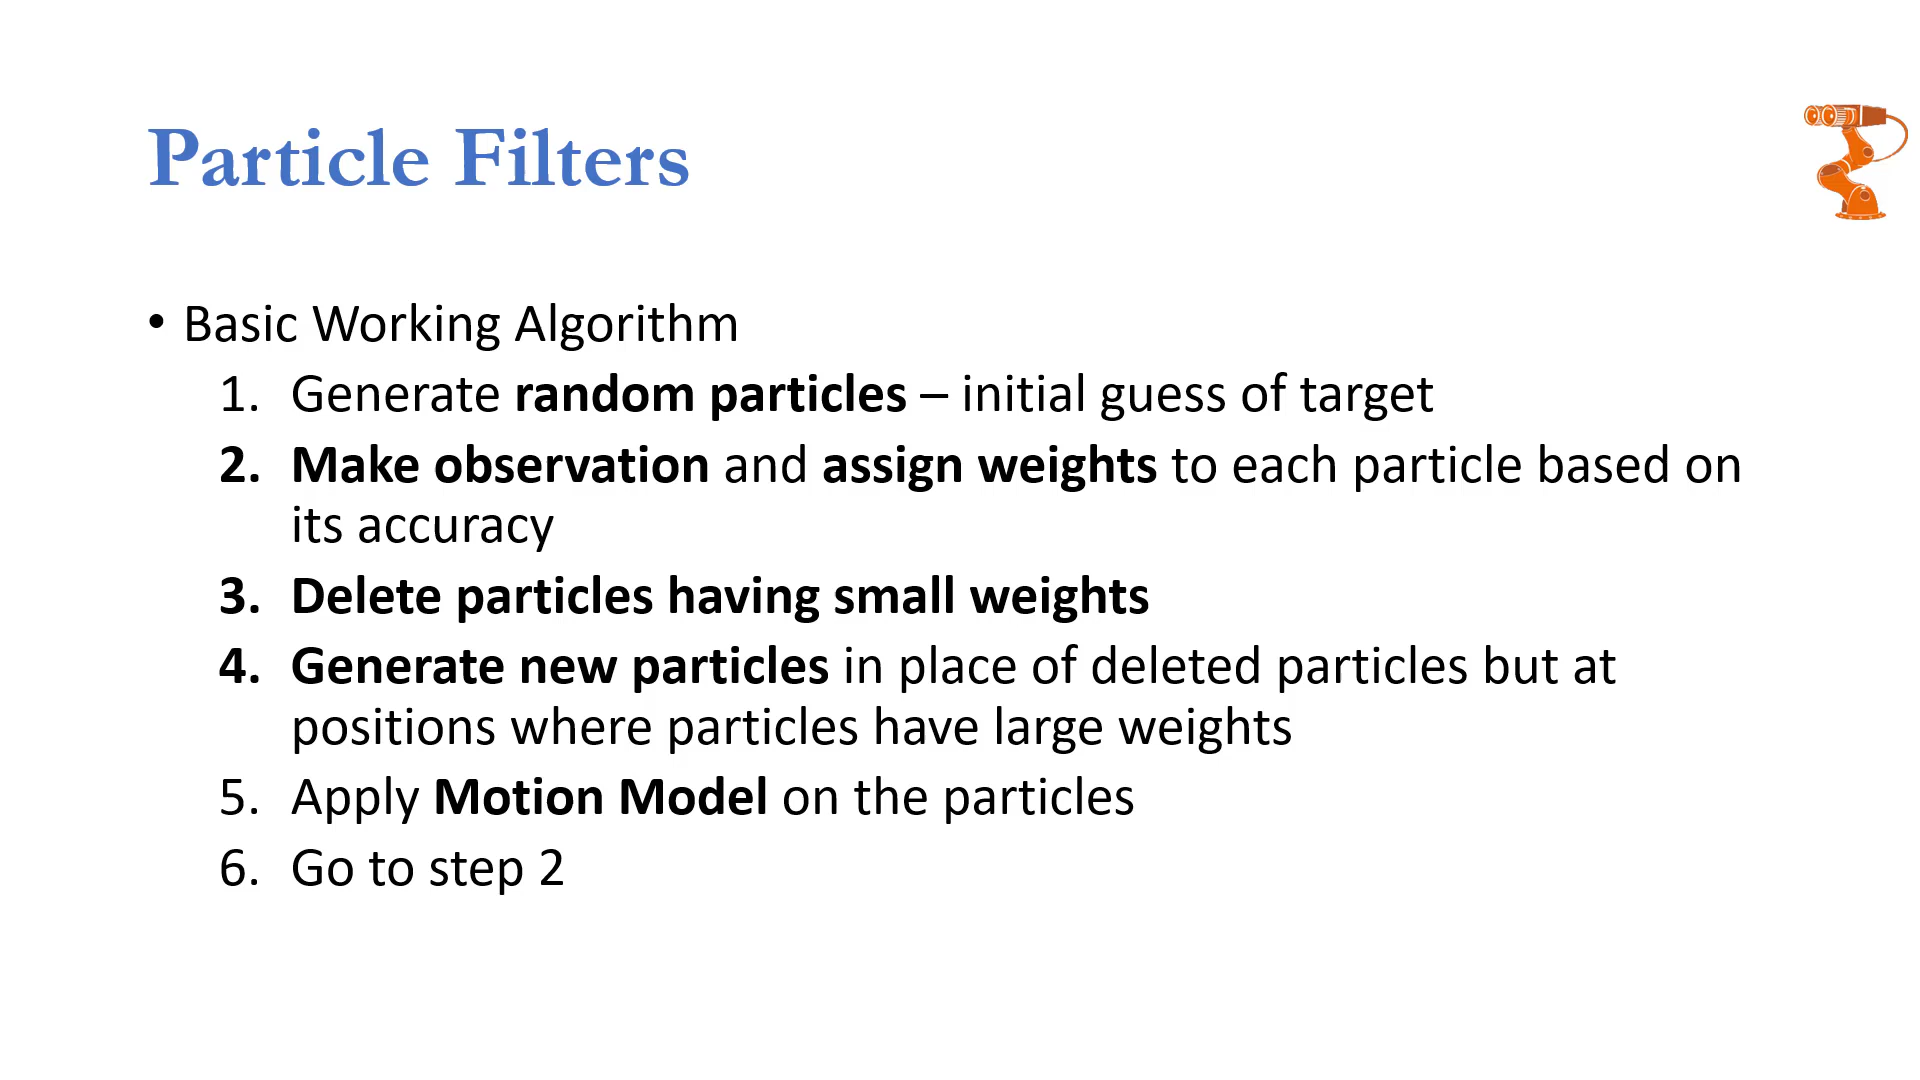 Particle Filters
• Basic Working Algorithm
1. Generate random particles – initial guess of target
2. Make observation and assign weights to each particle based on
its accuracy
3. Delete particles having small weights
4. Generate new particles in place of deleted particles but at
positions where particles have large weights
5. Apply Motion Model on the particles
6. Go to step 2